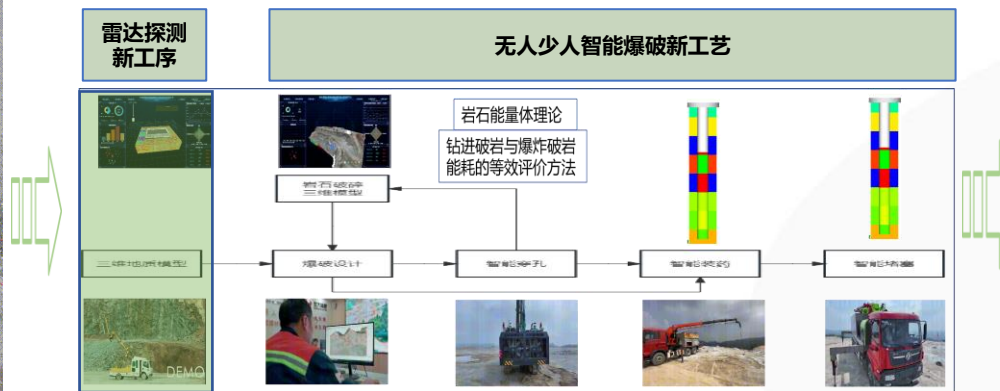 雷达探测
新工序
无人少人智能爆破新工艺
岩石能量体理论
钻进破岩与爆炸破岩
能耗的等效评价方法
岩石破碎
三维模型
三维地质模型
爆破设计
智能穿孔
智能装药
智能堵塞
DEMO